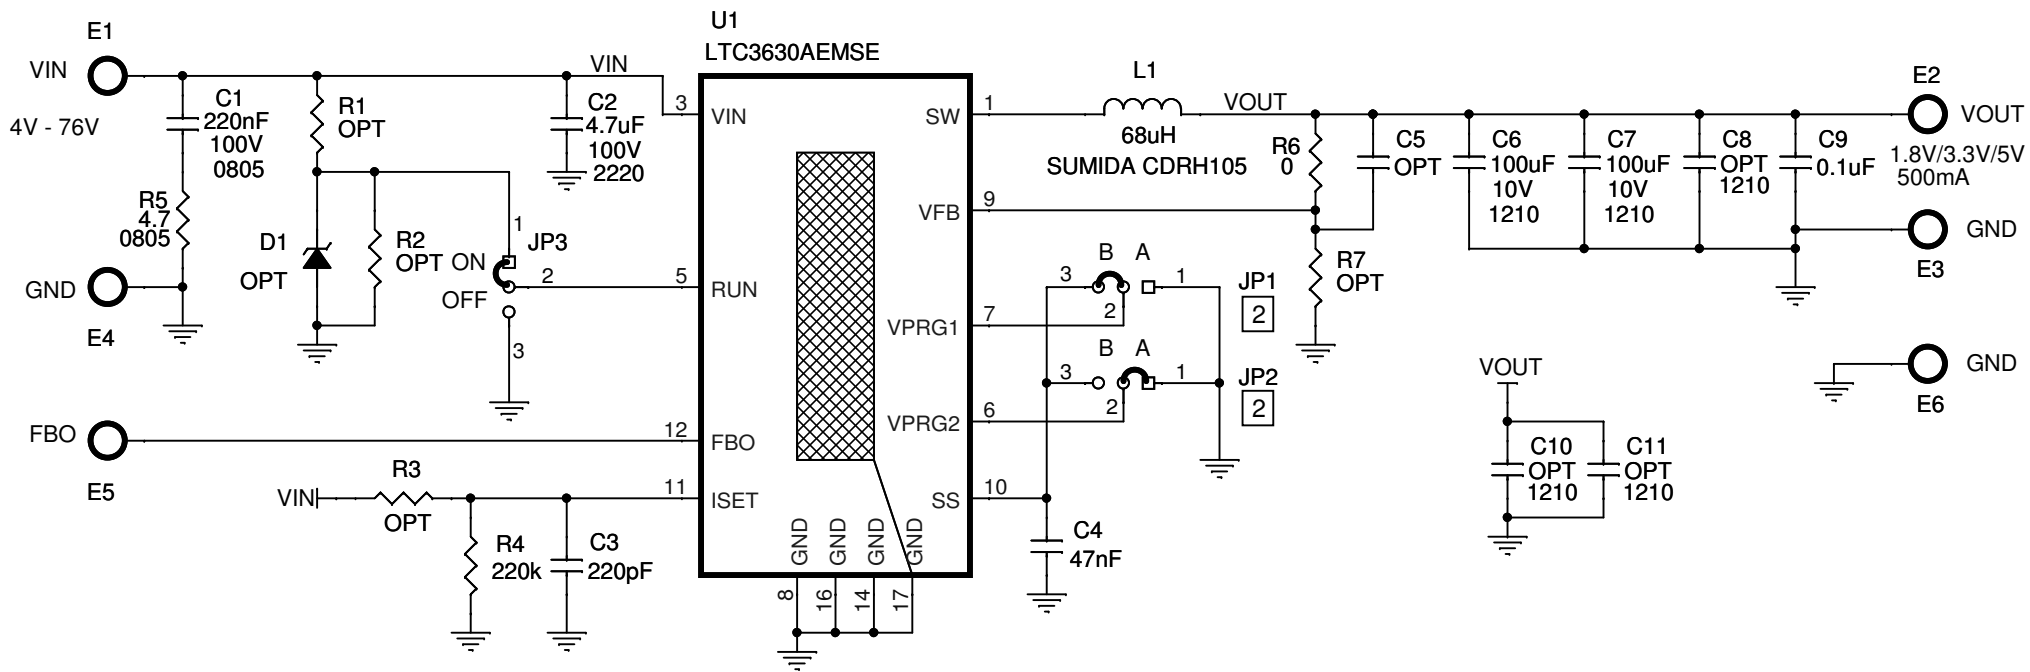 E1
VIN
4V - 76V
C1
220nF
100V
0805
R5
4.7
0805
GND
E4
R1
OPT
D1
OPT
R2
OPT
VIN
C2
4.7uF
100V
2220
1
JP3
ON
2
OFF
3
FBO
E5
VIN
R3
OPT
R4
220k
C3
220pF
U1
LTC3630AEMSE
3
VIN
5
RUN
12
FBO
11
ISET
SW
1
VFB
9
VPRG1
7
VPRG2
6
SS
10
GND
GND
GND
GND
8
16
14
17
L1
68uH
SUMIDA CDRH105
VOUT
R6
0
C5
OPT
R7
OPT
C6
100uF
10V
1210
C7
100uF
10V
1210
C8
OPT
1210
C9
0.1uF
E2
VOUT
1.8V/3.3V/5V
500mA
GND
E3
GND
E6
B A
3
1
2
JP1
2
B A
3
1
2
JP2
2
C4
47nF
VOUT
C10
OPT
1210
C11
OPT
1210